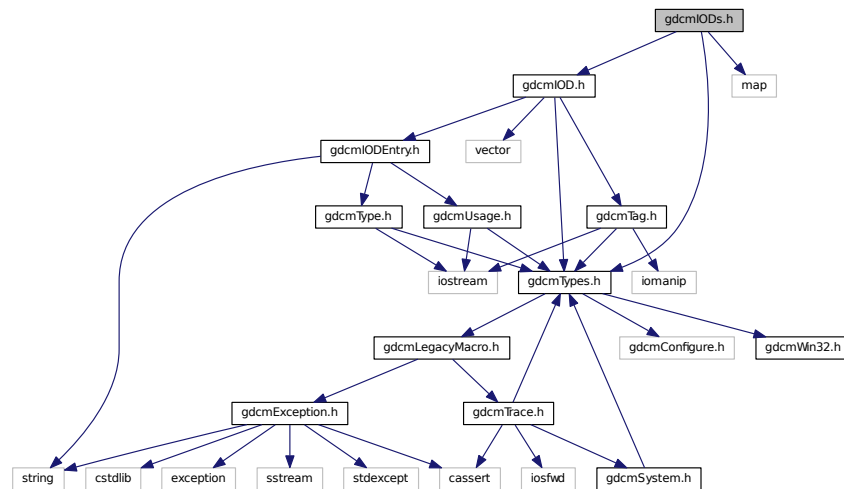 gdcmIODs.h
gdcmIOD.h
map
gdcmIODEntry.h
vector
gdcmType.h
gdcmUsage.h
gdcmTag.h
iostream
gdcmTypes.h
iomanip
gdcmLegacyMacro.h
gdcmConfigure.h
gdcmWin32.h
gdcmException.h
gdcmTrace.h
string
cstdlib
exception
sstream
stdexcept
cassert
iosfwd
gdcmSystem.h